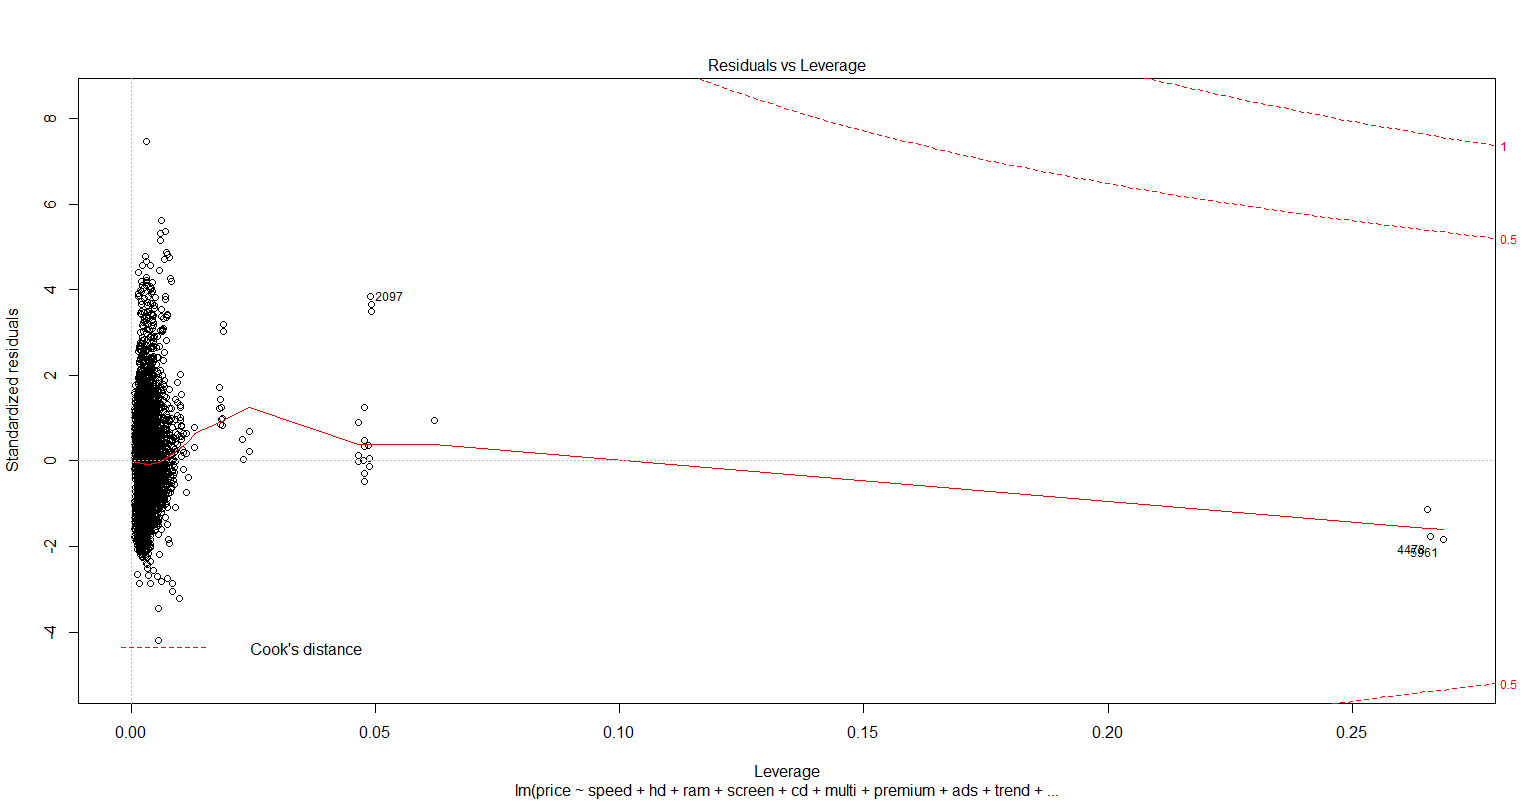 Residuals vs Leverage
Standardized residuals
8
6
4
2
0
-2
-4
1
0.5
0.5
2097
4478
5961
Cook's distance
0.00 0.05 0.10 0.15 0.20 0.25
Leverage
lm(price ~ speed + hd + ram + screen + cd + multi + premium + ads + trend + ...